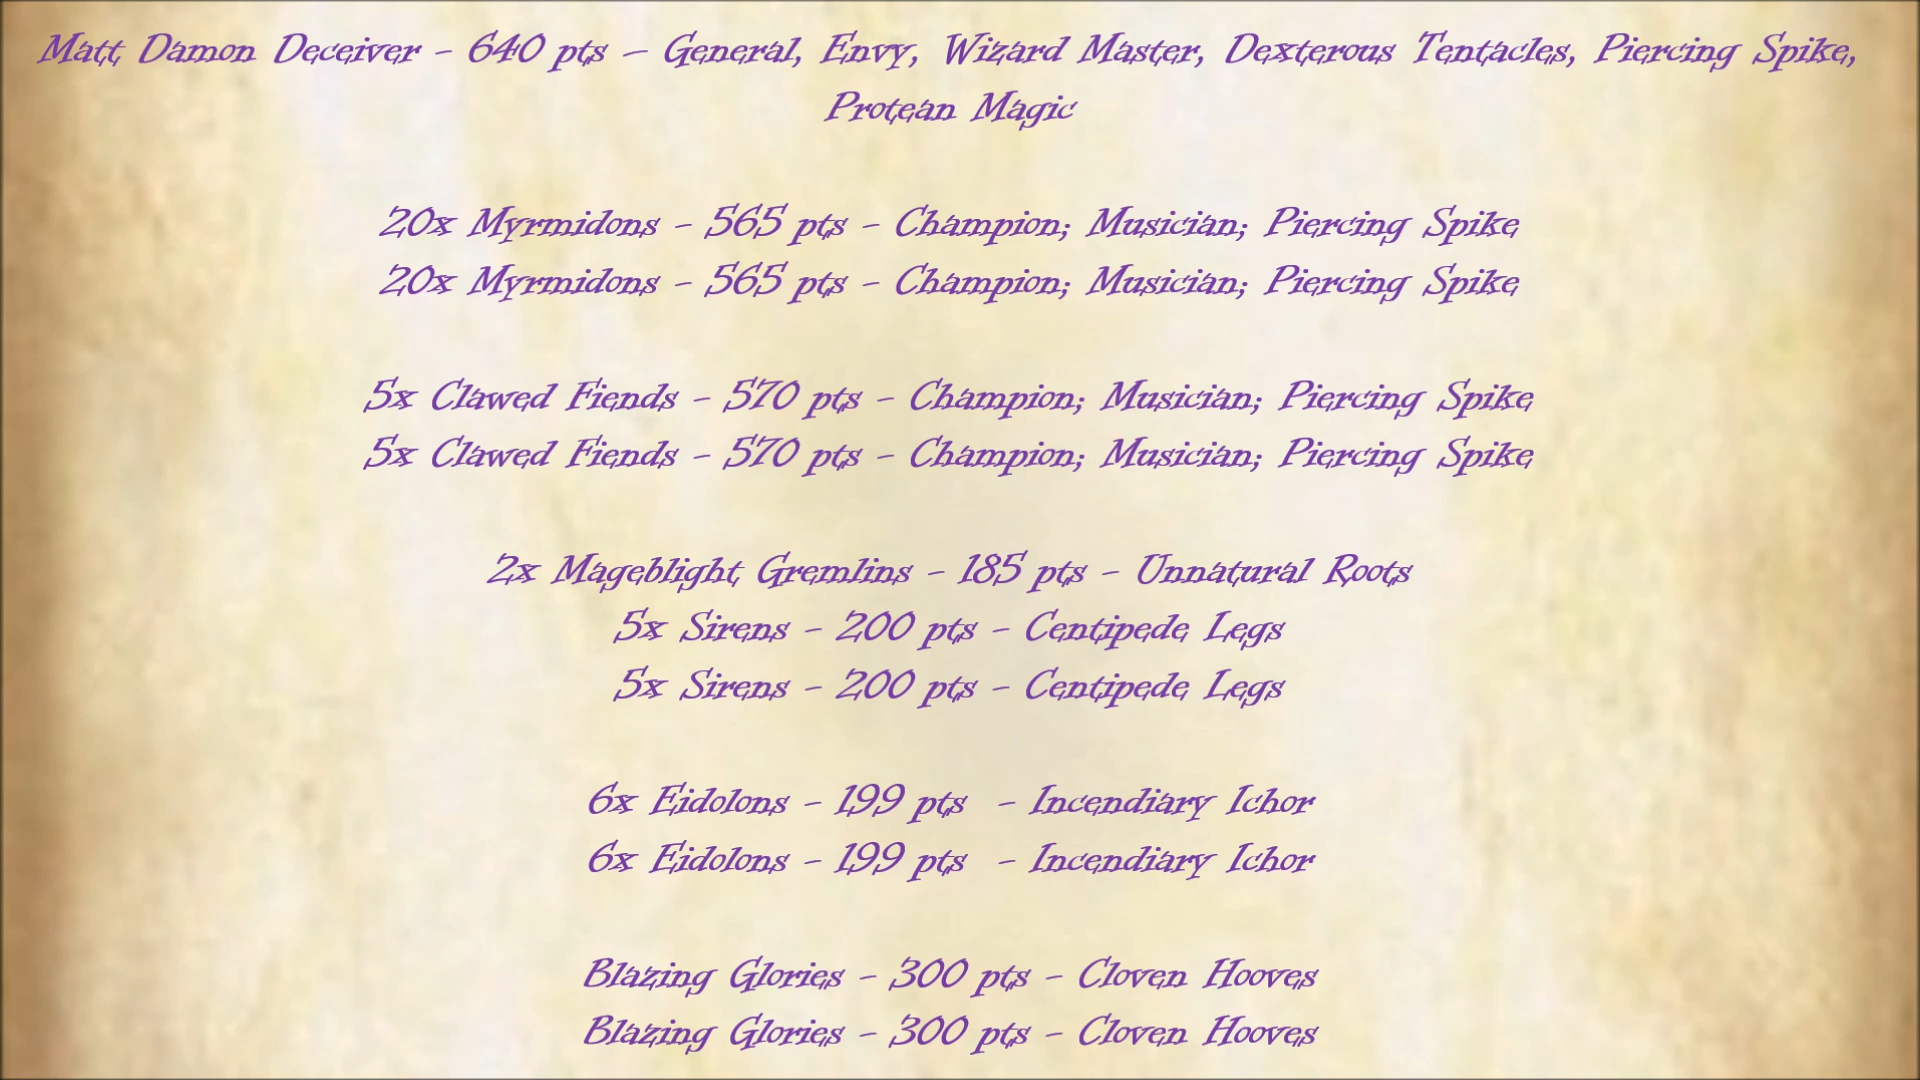 Matt Damon Deceiver - 640 pts – General, Envy, Wizard Master, Dexterous Tentacles, Piercing Spike,
Protean Magic
20x Myrmidons - 565 pts - Champion; Musician; Piercing Spike
20x Myrmidons - 565 pts - Champion; Musician; Piercing Spike
5x Clawed Fiends - 570 pts - Champion; Musician; Piercing Spike
5x Clawed Fiends - 570 pts - Champion; Musician; Piercing Spike
2x Mageblight Gremlins - 185 pts - Unnatural Roots
5x Sirens - 200 pts - Centipede Legs
5x Sirens - 200 pts - Centipede Legs
6x Eidolons - 199 pts - Incendiary Ichor
6x Eidolons - 199 pts - Incendiary Ichor
Blazing Glories - 300 pts - Cloven Hooves
Blazing Glories - 300 pts - Cloven Hooves